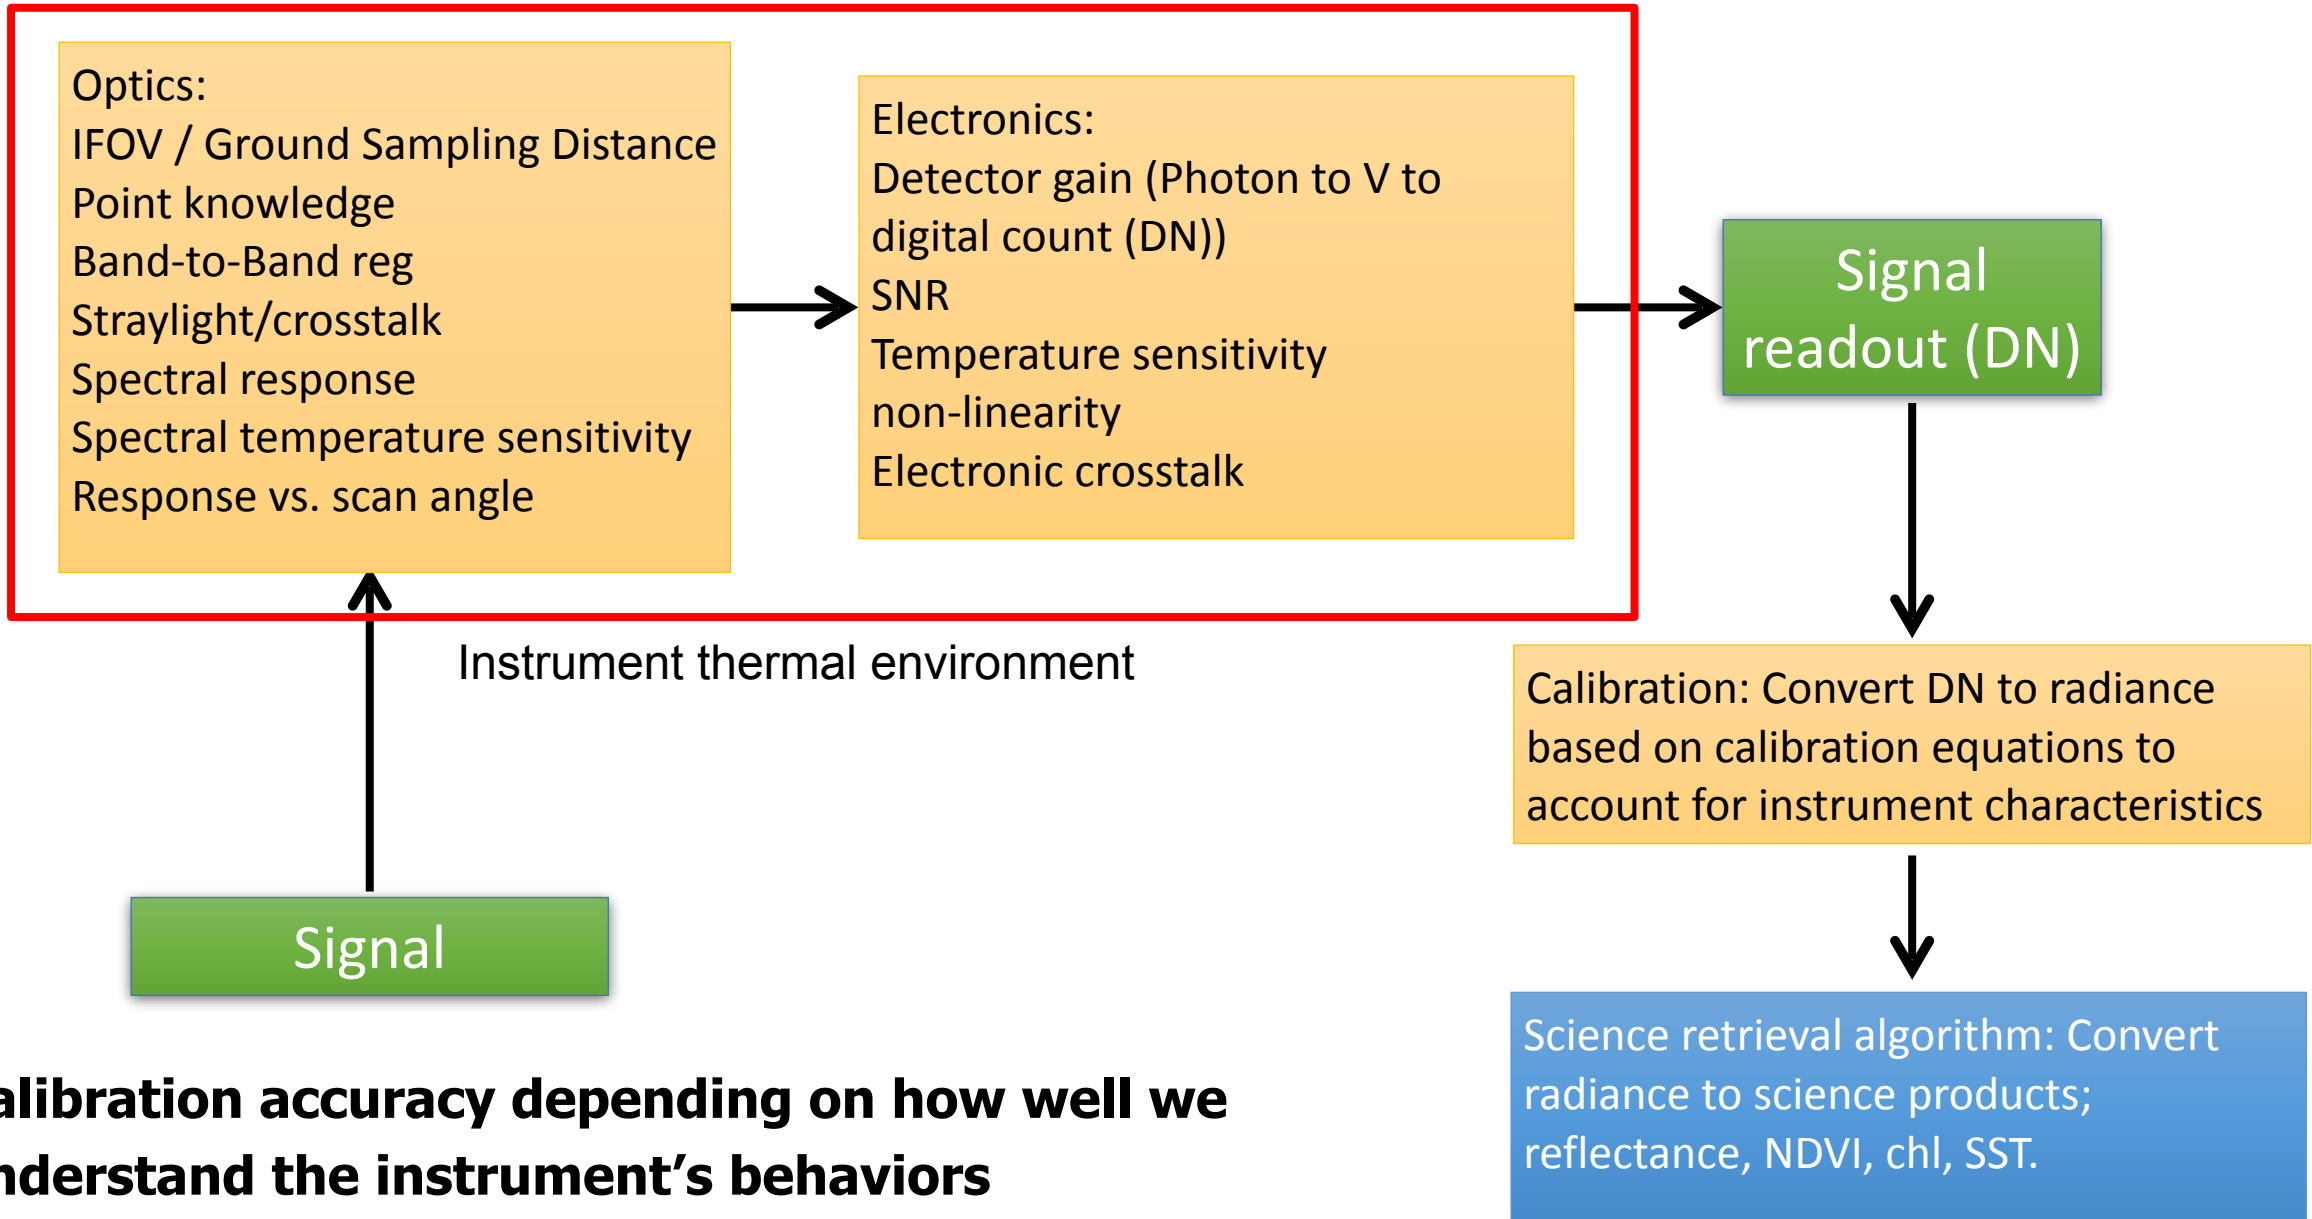 Optics:
IFOV / Ground Sampling Distance
Point knowledge
Band-to-Band reg
Straylight/crosstalk
Spectral response
Spectral temperature sensitivity
Response vs. scan angle
Electronics:
Detector gain (Photon to V to
digital count (DN))
SNR
Temperature sensitivity
non-linearity
Electronic crosstalk
Signal
readout (DN)
Instrument thermal environment
Calibration: Convert DN to radiance
based on calibration equations to
account for instrument characteristics
Signal
Science retrieval algorithm: Convert
radiance to science products;
reflectance, NDVI, chl, SST.
alibration accuracy depending on how well we
nderstand the instrument’s behaviors